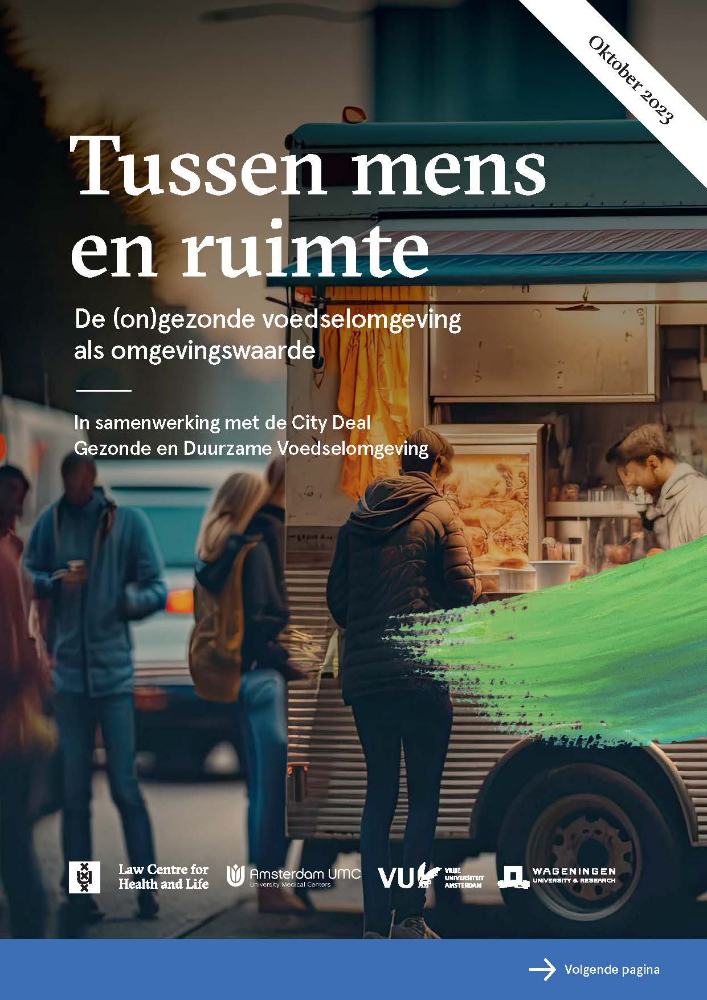 Oktober 2023
Tussen mens
en ruimte
De (on)gezonde voedselomgeving
als omgevingswaarde
In samenwerking met de City Deal
Gezonde en Duurzame Voedselomgeving
Law Centre for
Health and Life
Amsterdam UMC
University Medical Centers
VU
VRIJE
UNIVERSITEIT
AMSTERDAM
WAGENINGEN
UNIVERSITY & RESEARCH
Volgende pagina